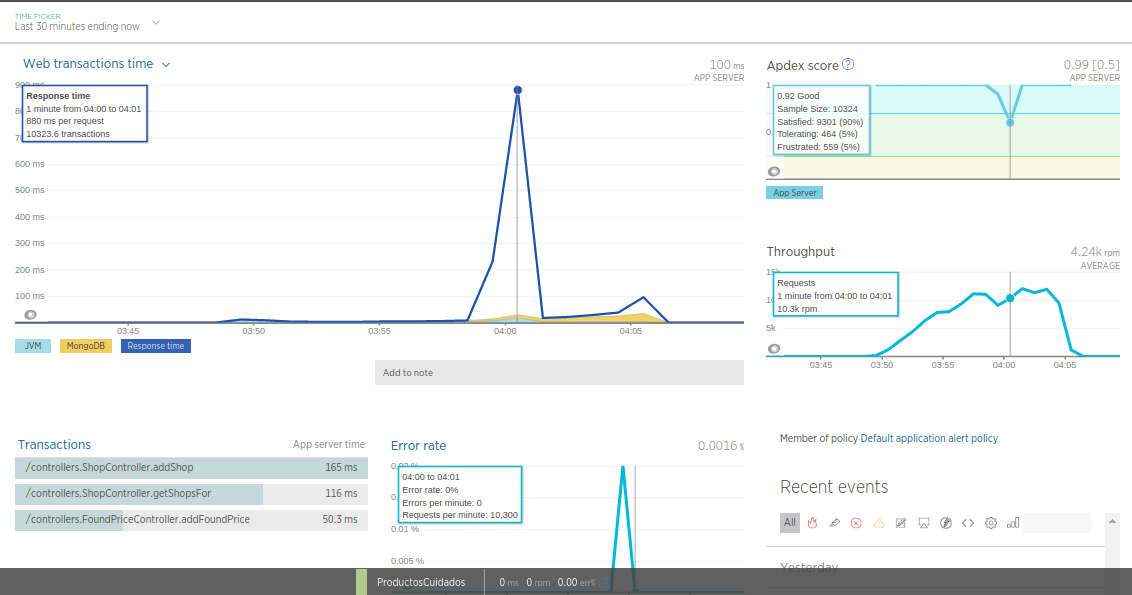 TIME PICKER
Last 30 minutes ending now
Web transactions time
100 ms
APP SERVER
Response time
1 minute from 04:00 to 04:01
880 ms per request
10323.6 transactions
600 ms
500 ms
400 ms
300 ms
200 ms
100 ms
03:45 03:50 03:55 04:00 04:05
JVM MongoDB Response time
Add to note
Apdex score ?
0.99 [0.5]
APP SERVER
1
0.92 Good
Sample Size: 10324
Satisfied: 9301 (90%)
Tolerating: 464 (5%)
Frustrated: 559 (5%)
App Server
Throughput
4.24k rpm
AVERAGE
Requests
1 minute from 04:00 to 04:01
10.3k rpm
5k
03:45 03:50 03:55 04:00 04:05
Transactions App server time
/controllers.ShopController.addShop 165 ms
/controllers.ShopController.getShopsFor 116 ms
/controllers.FoundPriceController.addFoundPrice 50.3 ms
Error rate 0.0016 %
04:00 to 04:01
Error rate: 0%
Errors per minute: 0
Requests per minute: 10,300
0.01 %
0.005 %
Member of policy Default application alert policy
Recent events
All
Yesterday
ProductosCuidados 0 ms 0 rpm 0.00 err%